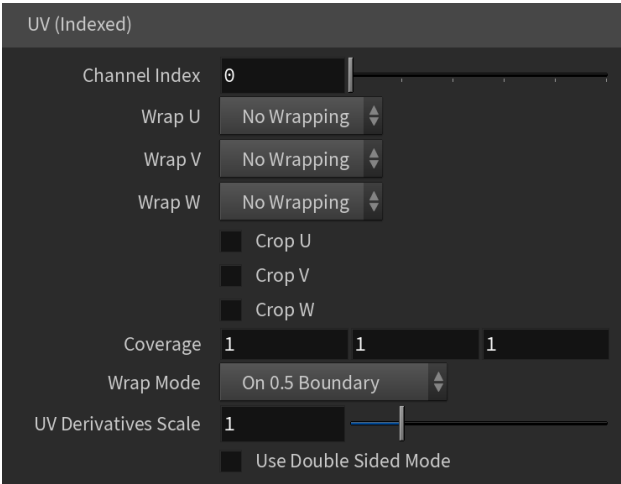 UV (Indexed)
Channel Index 0
Wrap U No Wrapping
Wrap V No Wrapping
Wrap W No Wrapping
Crop U
Crop V
Crop W
Coverage 1 1 1
Wrap Mode On 0.5 Boundary
UV Derivatives Scale 1
Use Double Sided Mode